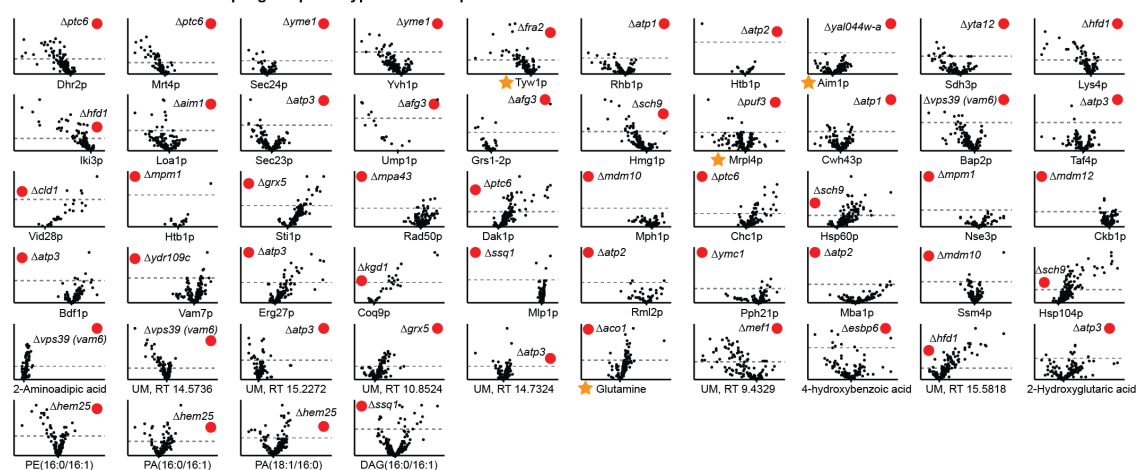 Δptc6 Δptc6 Δyme1 Δyme1 Δfra2 Δatp1 Δatp2 Δyal044w-a Δyta12 Δhfd1
Dhr2p Mrt4p Sec24p Yvh1p Tyw1p Rhb1p Htb1p Aim1p Sdh3p Lys4p
Δhfd1 Δaim1 Δatp3 Δafg3 Δafg3 Δsch9 Δpuf3 Δatp1 Δvps39 (vam6) Δatp3
Iki3p Loa1p Sec23p Ump1p Grs1-2p Hmg1p Mrpl4p Cwh43p Bap2p Taf4p
Δcld1 Δmpm1 Δgrx5 Δmpa43 Δptc6 Δmdm10 Δptc6 Δsch9 Δmpm1 Δmdm12
Vid28p Htb1p Sti1p Rad50p Dak1p Mph1p Chc1p Hsp60p Nse3p Ckb1p
Δatp3 Δydr109c Δatp3 Δkgd1 Δssq1 Δatp2 Δymc1 Δatp2 Δmdm10 Δsch9
Bdf1p Vam7p Erg27p Coq9p Mlp1p Rml2p Pph21p Mba1p Ssm4p Hsp104p
Δvps39 (vam6) Δvps39 (vam6) Δatp3 Δgrx5 Δatp3 Δaco1 Δmef1 Δesbp6 Δhfd1 Δatp3
2-Aminoadipic acid UM, RT 14.5736 UM, RT 15.2272 UM, RT 10.8524 UM, RT 14.7324 Glutamine UM, RT 9.4329 4-hydroxybenzoic acid UM, RT 15.5818 2-Hydroxyglutaric acid
Δhem25 Δhem25 Δhem25 Δssq1
PE(16:0/16:1) PA(16:0/16:1) PA(18:1/16:0) DAG(16:0/16:1)